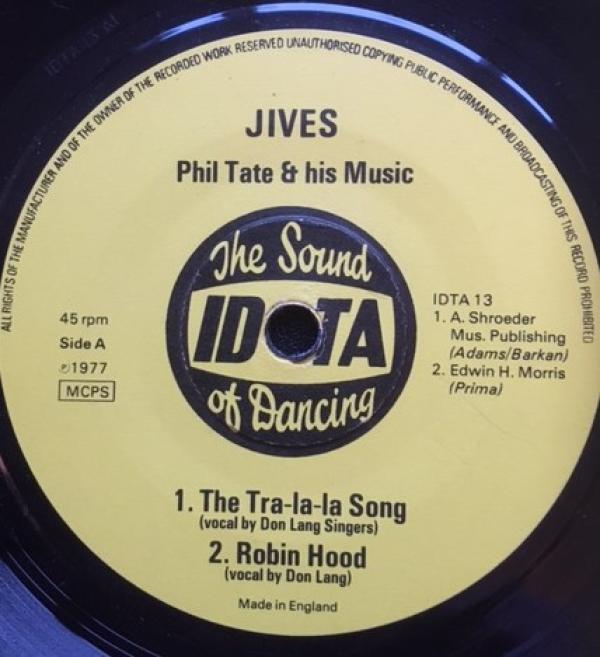 ALL RIGHTS OF THE MANUFACTURER AND OF THE OWNER OF THE RECORDED WORK RESERVED UNAUTHORISED COPYING PUBLIC PERFORMANCE AND BROADCASTING OF THIS RECORD PROHIBITED
JIVES
Phil Tate & his Music
The Sound
IDTA
of Dancing
45 rpm
Side A
℗1977
MCPS
IDTA 13
1. A. Shroeder
Mus. Publishing
(Adams/Barkan)
2. Edwin H. Morris
(Prima)
1. The Tra-la-la Song
(vocal by Don Lang Singers)
2. Robin Hood
(vocal by Don Lang)
Made in England